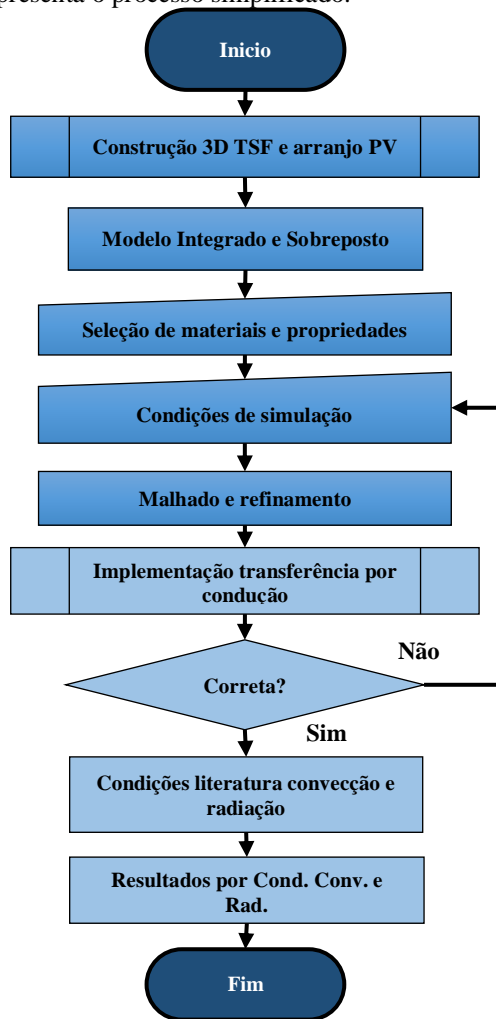 presenta o processo simplificado.
Inicio
Construção 3D TSF e arranjo PV
Modelo Integrado e Sobreposto
Seleção de materiais e propriedades
Condições de simulação
Malhado e refinamento
Implementação transferência por
condução
Não
Correta?
Sim
Condições literatura convecção e
radiação
Resultados por Cond. Conv. e
Rad.
Fim